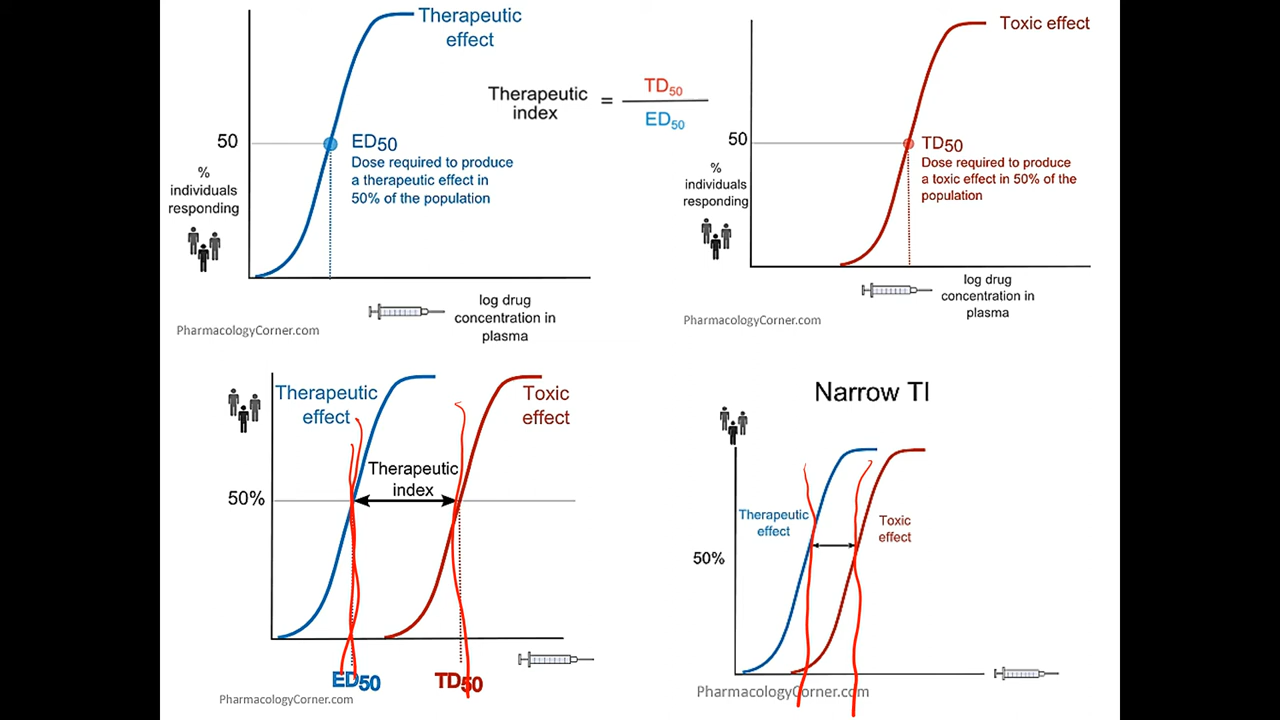 Therapeutic
effect
50
ED50
Dose required to produce
a therapeutic effect in
50% of the population
%
individuals
responding
log drug
concentration in
plasma
PharmacologyCorner.com
Therapeutic
index
=
TD50
ED50
Toxic effect
50
TD50
Dose required to produce
a toxic effect in 50% of the
population
%
individuals
responding
log drug
concentration in
plasma
PharmacologyCorner.com
Therapeutic
effect
Toxic
effect
Therapeutic
index
50%
ED50
TD50
PharmacologyCorner.com
Narrow TI
Therapeutic
effect
Toxic
effect
50%
PharmacologyCorner.com